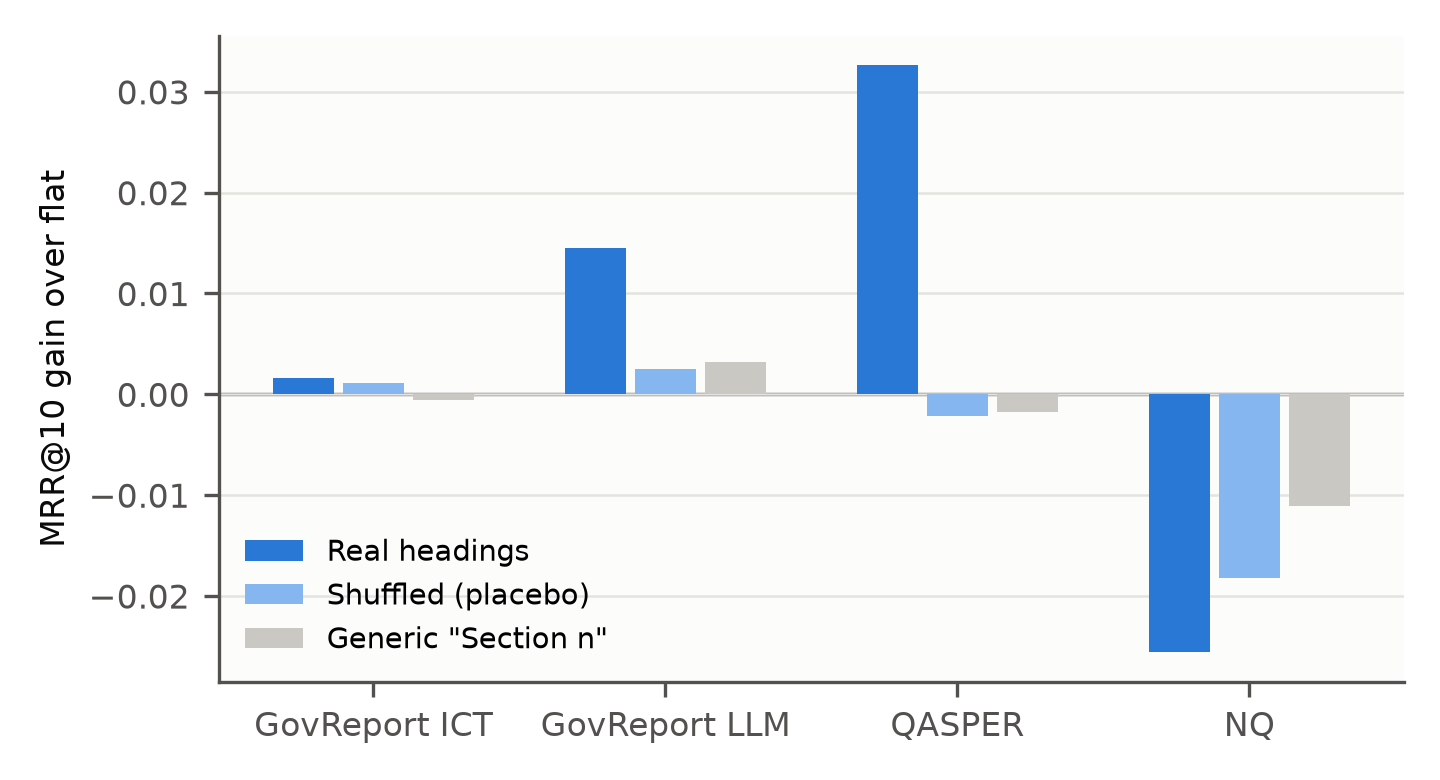 MRR@10 gain over flat
0.03
0.02
0.01
0.00
−0.01
−0.02
Real headings
Shuffled (placebo)
Generic "Section n"
GovReport ICT
GovReport LLM
QASPER
NQ